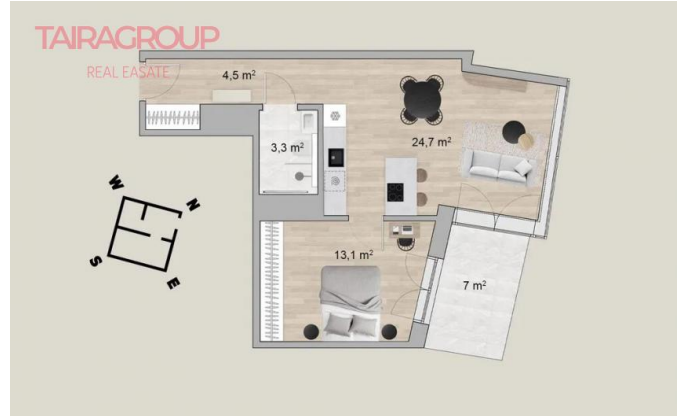 TAIRAGROUP
REAL EASATE
4,5 m²
3,3 m²
24,7 m²
W
N
S
E
13,1 m²
7 m²